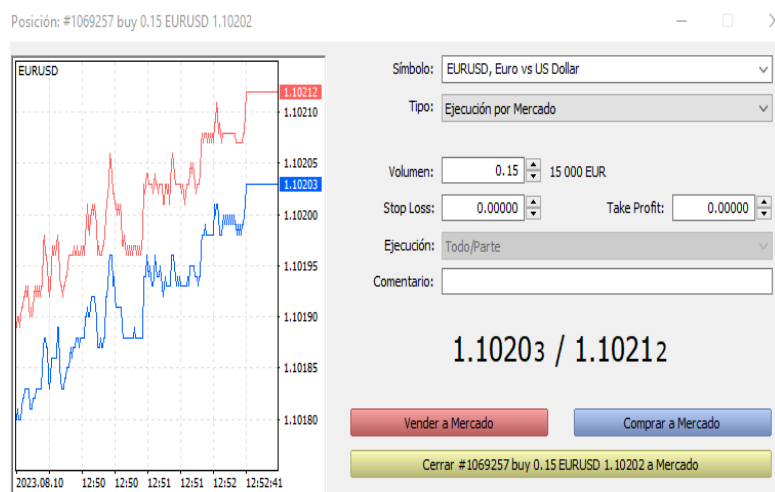 Posición: #1069257 buy 0.15 EURUSD 1.10202
EURUSD
1.10212
1.10210
1.10205
1.10203
1.10200
1.10195
1.10190
1.10185
1.10180
2023.08.10 12:50 12:50 12:51 12:51 12:52 12:52:41
Símbolo: EURUSD, Euro vs US Dollar
Tipo: Ejecución por Mercado
Volumen: 0.15 15 000 EUR
Stop Loss: 0.00000 Take Profit: 0.00000
Ejecución: Todo/Parte
Comentario:
1.10203 / 1.10212
Vender a Mercado Comprar a Mercado
Cerrar #1069257 buy 0.15 EURUSD 1.10202 a Mercado